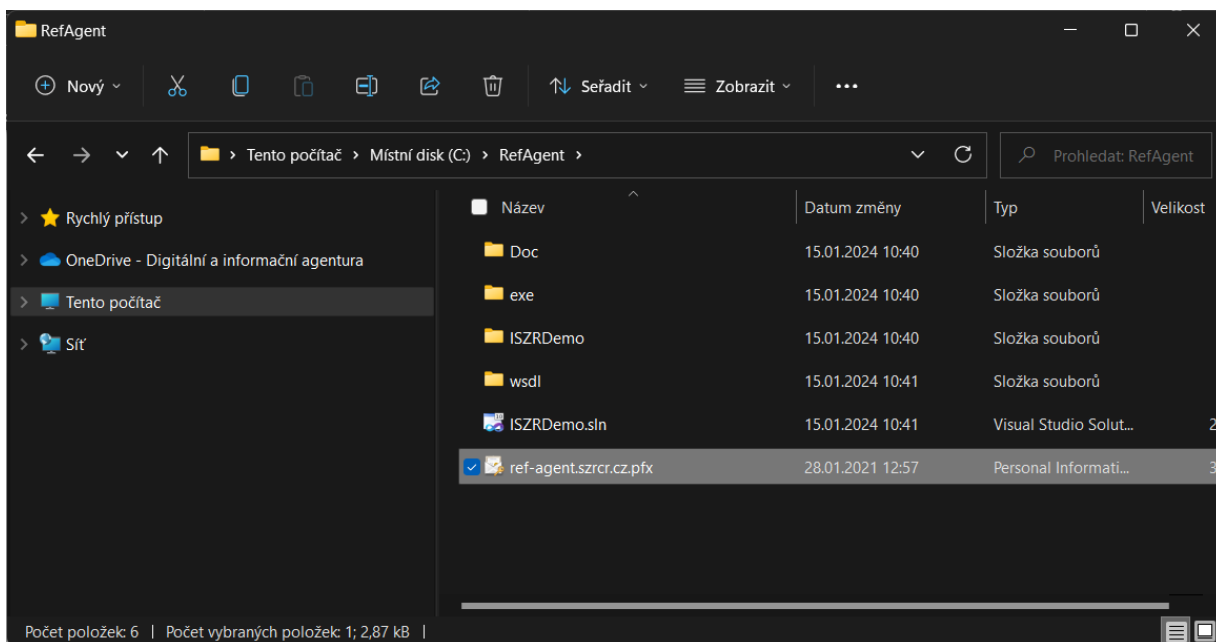 RefAgent
Nový
Seřadit
Zobrazit
Tento počítač
Místní disk (C:)
RefAgent
Prohledat: RefAgent
Rychlý přístup
OneDrive - Digitální a informační agentura
Tento počítač
Síť
Název Datum změny Typ Velikost
Doc 15.01.2024 10:40 Složka souborů
exe 15.01.2024 10:40 Složka souborů
ISZRDemo 15.01.2024 10:40 Složka souborů
wsdl 15.01.2024 10:41 Složka souborů
ISZRDemo.sln 15.01.2024 10:41 Visual Studio Solut... 2
ref-agent.szrcr.cz.pfx 28.01.2021 12:57 Personal Informati... 3
Počet položek: 6 | Počet vybraných položek: 1; 2,87 kB |